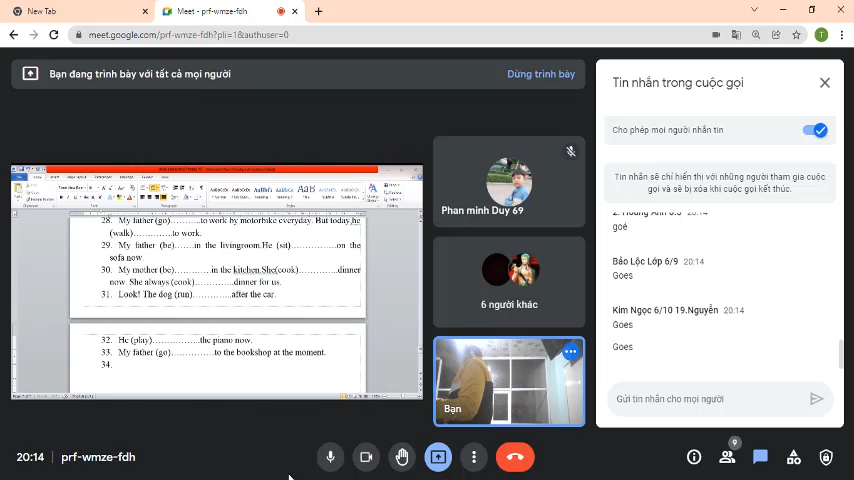 New Tab
Meet - prf-wmze-fdh
meet.google.com/prf-wmze-fdh?pli=1&authuser=0
T
Bạn đang trình bày với tất cả mọi người
Dừng trình bày
28. My father (go)…………to work by motorbike everyday. But today,he
(walk)…………to work.
29. My father (be)……in the livingroom.He (sit)……………on the
sofa now.
30. My mother (be)………in the kitchen.She(cook)……………dinner
now. She always (cook)…………dinner for us.
31. Look! The dog (run)…………after the car.
32. He (play)……………the piano now.
33. My father (go)…………to the bookshop at the moment.
34.
Phan minh Duy 69
6 người khác
Bạn
Tin nhắn trong cuộc gọi
Cho phép mọi người nhắn tin
Tin nhắn sẽ chỉ hiển thị với những người tham gia cuộc
gọi và sẽ bị xóa khi cuộc gọi kết thúc.
2. Hoàng Anh 6.3 20:14
goé
Bảo Lộc Lớp 6/9 20:14
Goes
Kim Ngọc 6/10 19.Nguyễn 20:14
Goes
Goes
Gửi tin nhắn cho mọi người
20:14 prf-wmze-fdh
9